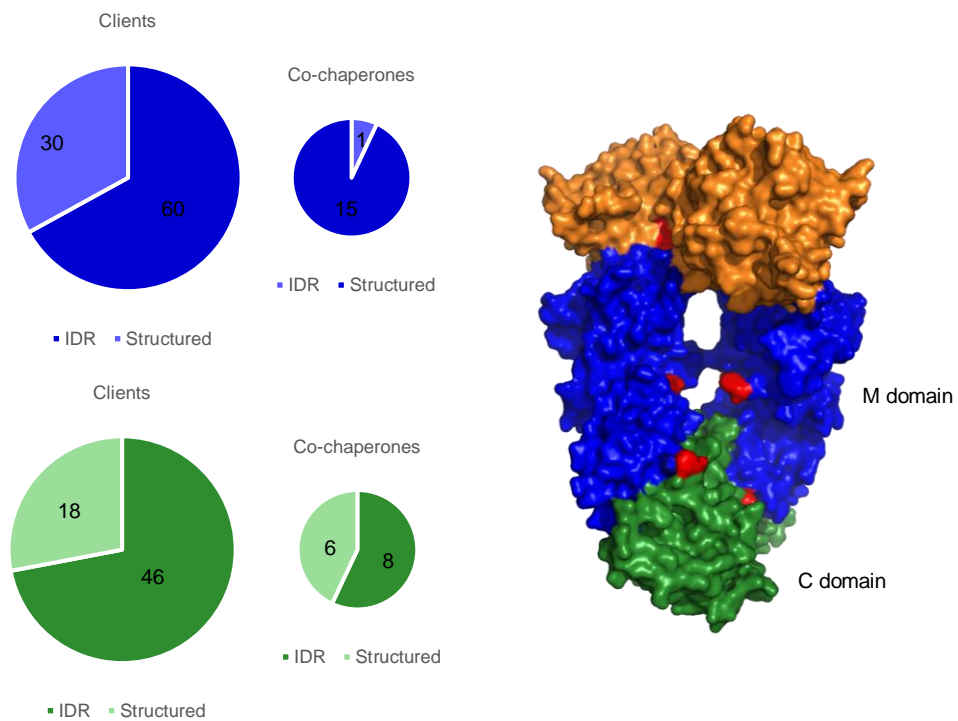 Clients
30
60
IDR Structured
Co-chaperones
1
15
IDR Structured
Clients
18
46
IDR Structured
Co-chaperones
6
8
IDR Structured
M domain
C domain